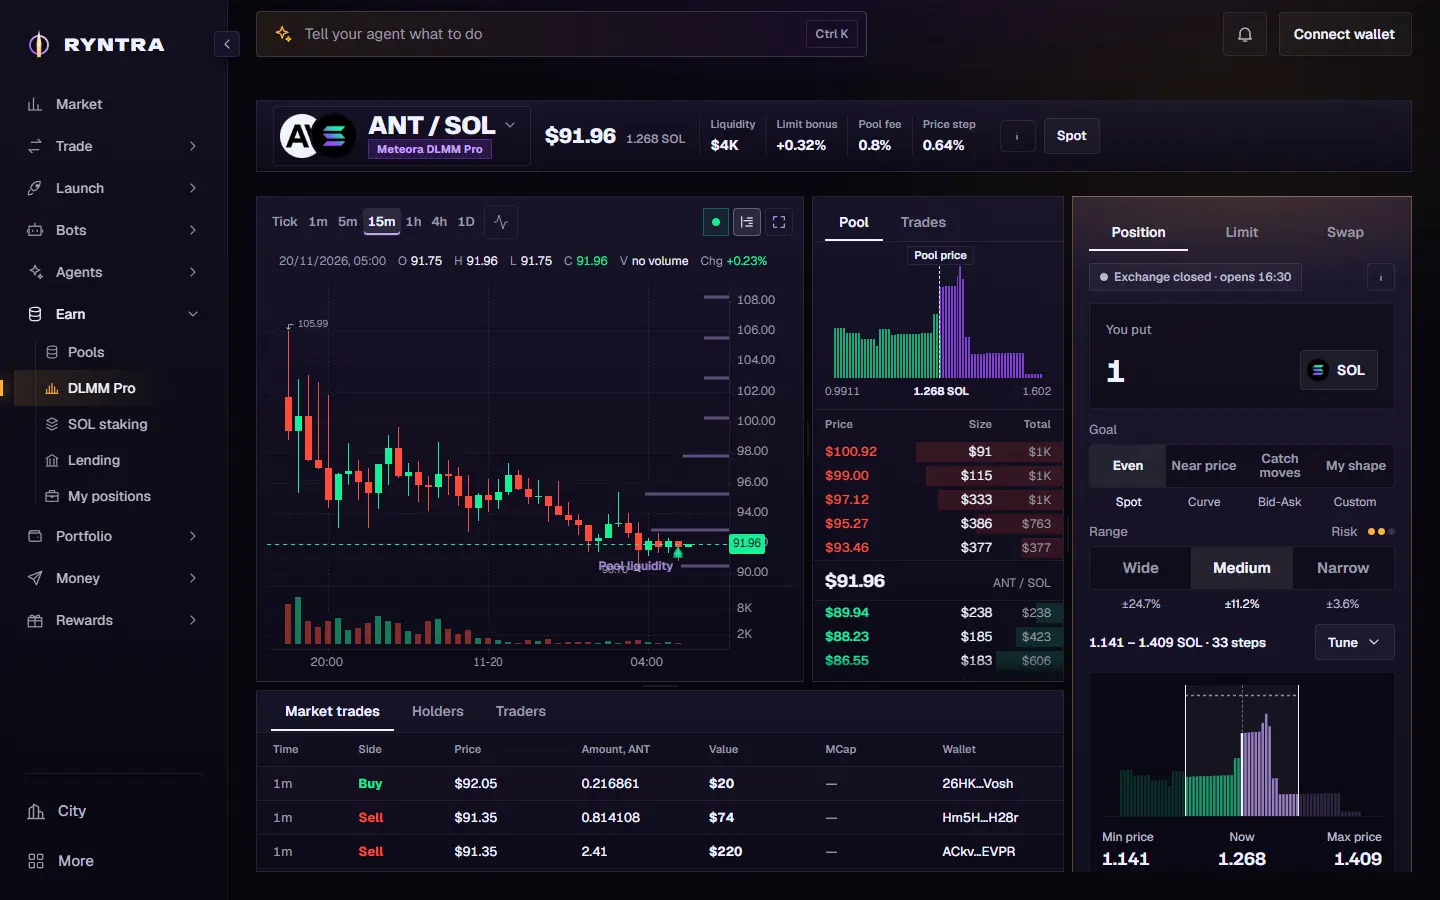 RYNTRA
Tell your agent what to do
Ctrl K
Connect wallet
Market
Trade
Launch
Bots
Agents
Earn
Pools
DLMM Pro
SOL staking
Lending
My positions
Portfolio
Money
Rewards
City
More
ANT / SOL
Meteora DLMM Pro
$91.96 1.268 SOL
Liquidity
$4K
Limit bonus
+0.32%
Pool fee
0.8%
Price step
0.64%
Spot
Tick 1m 5m 15m 1h 4h 1D
20/11/2026, 05:00 O 91.75 H 91.96 L 91.75 C 91.96 V no volume Chg +0.23%
105.99
108.00
106.00
104.00
102.00
100.00
98.00
96.00
94.00
91.96
90.00
Pool liquidity
8K
2K
20:00 11-20 04:00
Pool Trades
Pool price
0.9911 1.268 SOL 1.602
Price Size Total
$100.92 $91 $1K
$99.00 $115 $1K
$97.12 $333 $1K
$95.27 $386 $763
$93.46 $377 $377
$91.96 ANT / SOL
$89.94 $238 $238
$88.23 $185 $423
$86.55 $183 $606
Market trades Holders Traders
Time Side Price Amount, ANT Value MCap Wallet
1m Buy $92.05 0.216861 $20 — 26HK...Vosh
1m Sell $91.35 0.814108 $74 — Hm5H...H28r
1m Sell $91.35 2.41 $220 — ACkv...EVPR
Position Limit Swap
Exchange closed · opens 16:30
You put
1
SOL
Goal
Even Near price Catch moves My shape
Spot Curve Bid-Ask Custom
Range Risk
Wide Medium Narrow
±24.7% ±11.2% ±3.6%
1.141 – 1.409 SOL · 33 steps
Tune
Min price Now Max price
1.141 1.268 1.409